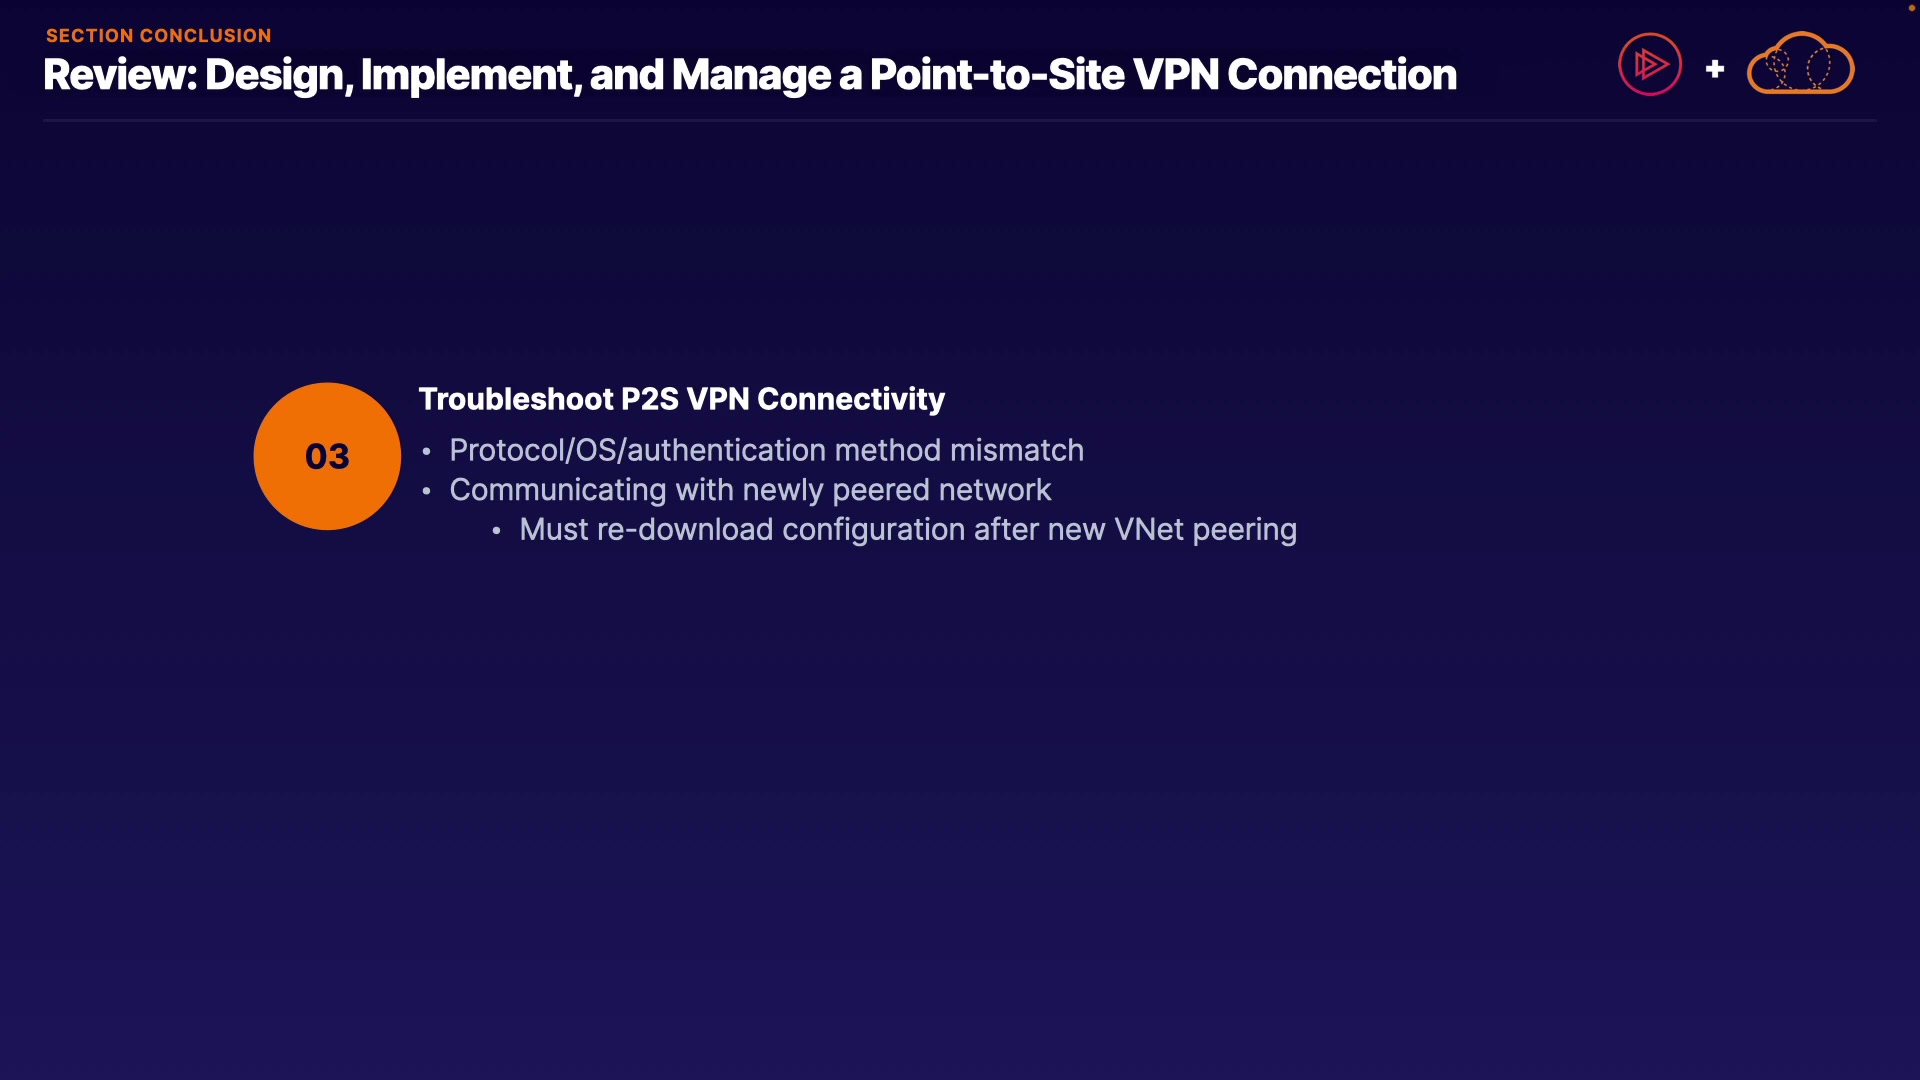 SECTION CONCLUSION
Review: Design, Implement, and Manage a Point-to-Site VPN Connection
+
03
Troubleshoot P2S VPN Connectivity
• Protocol/OS/authentication method mismatch
• Communicating with newly peered network
• Must re-download configuration after new VNet peering